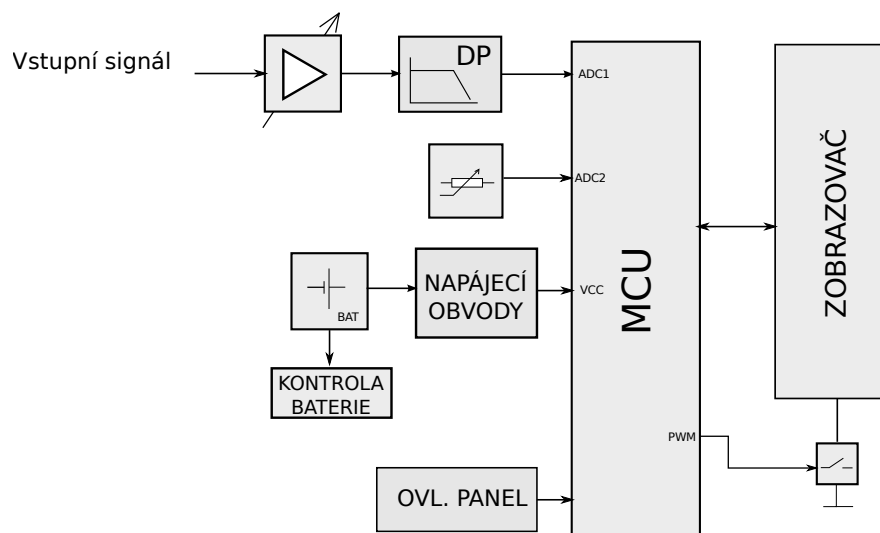 Vstupní signál
DP
ADC1
ADC2
NAPÁJECÍ
OBVODY
VCC
BAT
KONTROLA
BATERIE
OVL. PANEL
MCU
PWM
ZOBRAZOVAČ